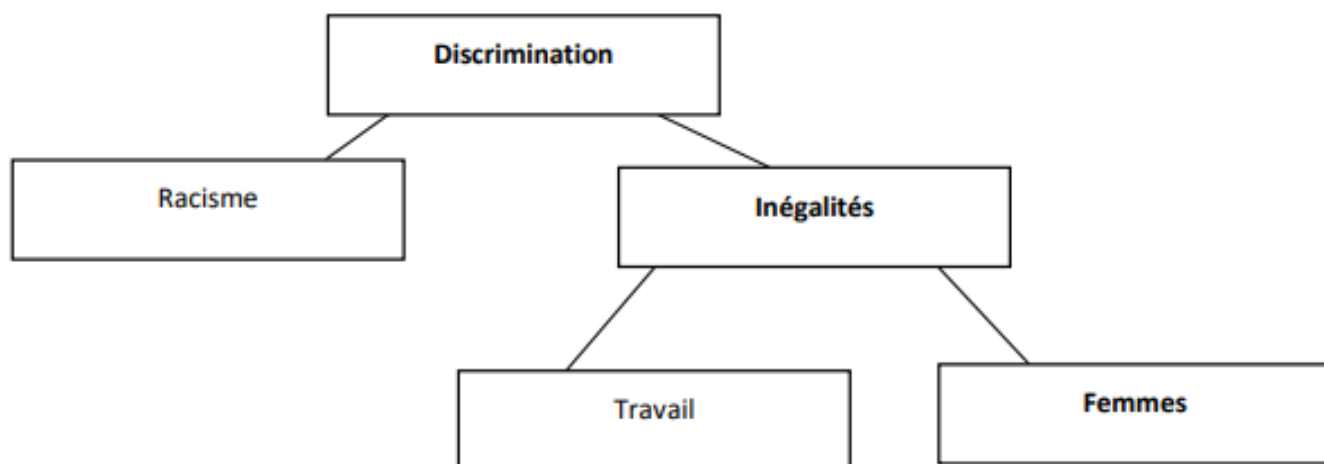 Discrimination
Racisme
Inégalités
Travail
Femmes